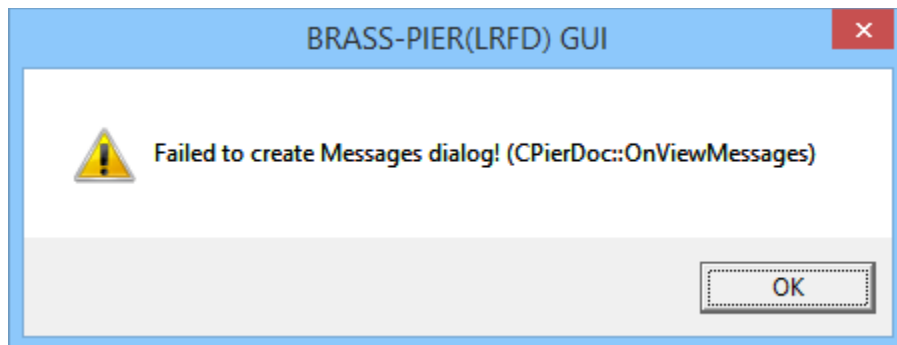 BRASS-PIER(LRFD) GUI
Failed to create Messages dialog! (CPierDoc::OnViewMessages)
OK